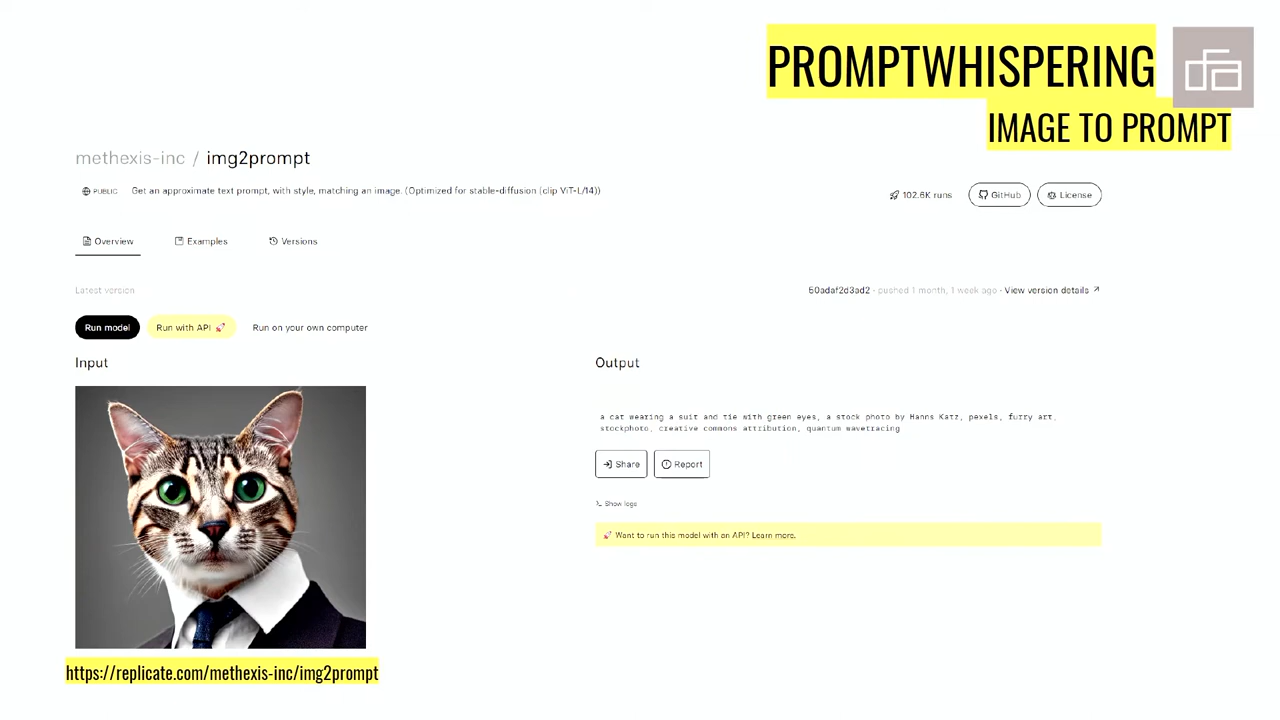 PROMPTWHISPERING
IMAGE TO PROMPT
methexis-inc / img2prompt
PUBLIC Get an approximate text prompt, with style, matching an image. (Optimized for stable-diffusion (clip ViT-L/14))
102.6K runs GitHub License
Overview Examples Versions
Latest version
50adaf2d3ad2 · pushed 1 month, 1 week ago · View version details
Run model Run with API 🚀 Run on your own computer
Input
Output
a cat wearing a suit and tie with green eyes, a stock photo by Hanns Katz, pexels, furry art,
stockphoto, creative commons attribution, quantum wavetracing
Share Report
Show logs
🚀 Want to run this model with an API? Learn more.
https://replicate.com/methexis-inc/img2prompt